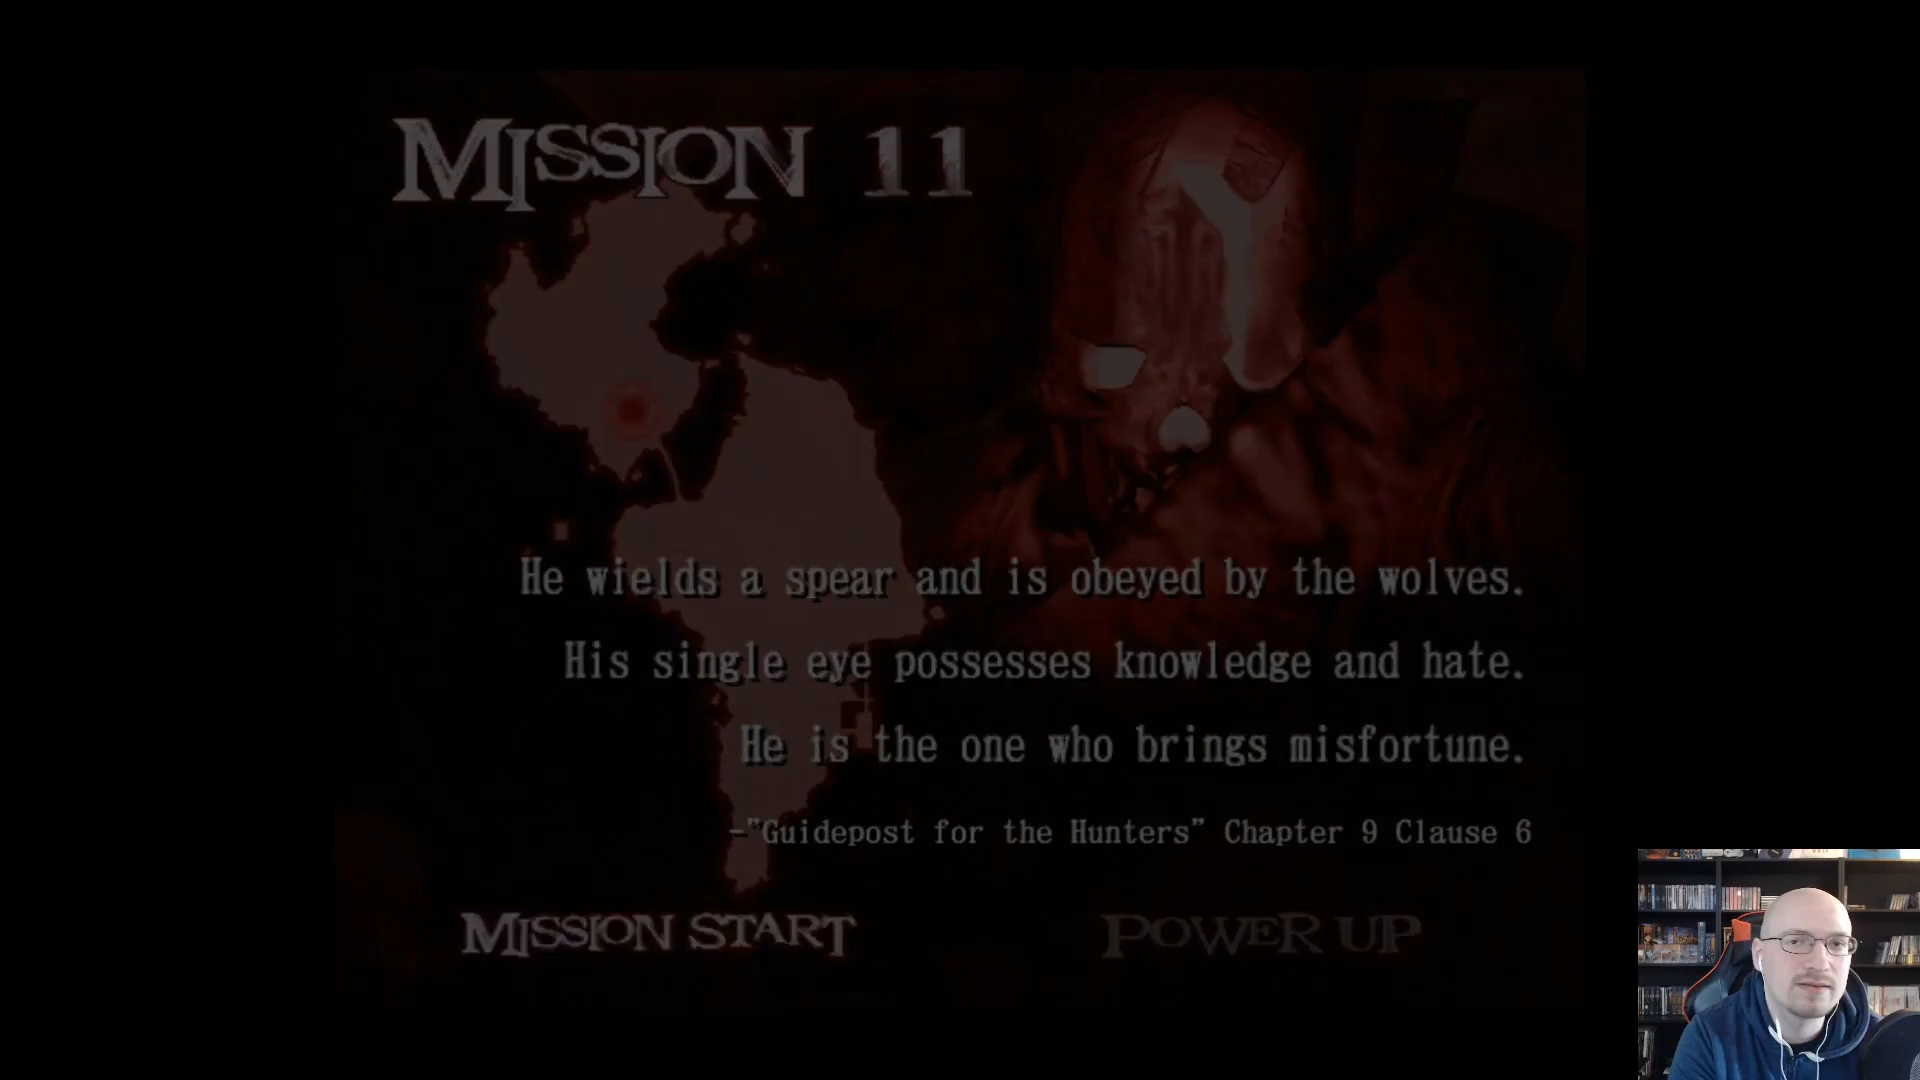 MISSION 11
He wields a spear and is obeyed by the wolves.
His single eye possesses knowledge and hate.
He is the one who brings misfortune.
-"Guidepost for the Hunters" Chapter 9 Clause 6
MISSION START
POWER UP